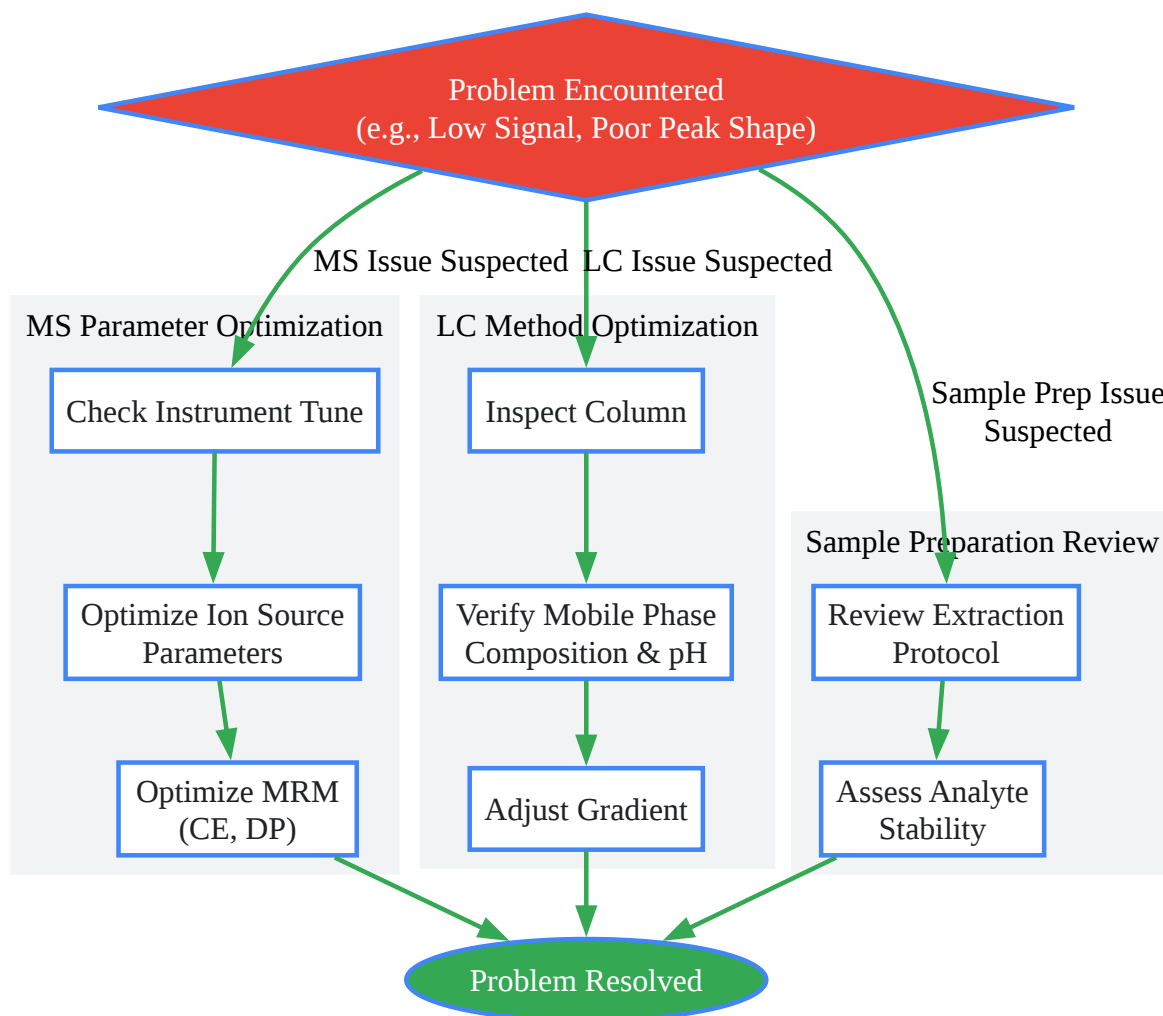 Problem Encountered
(e.g., Low Signal, Poor Peak Shape)
MS Issue Suspected
LC Issue Suspected
Sample Prep Issue
Suspected
MS Parameter Optimization
Check Instrument Tune
Optimize Ion Source
Parameters
Optimize MRM
(CE, DP)
LC Method Optimization
Inspect Column
Verify Mobile Phase
Composition & pH
Adjust Gradient
Sample Preparation Review
Review Extraction
Protocol
Assess Analyte
Stability
Problem Resolved